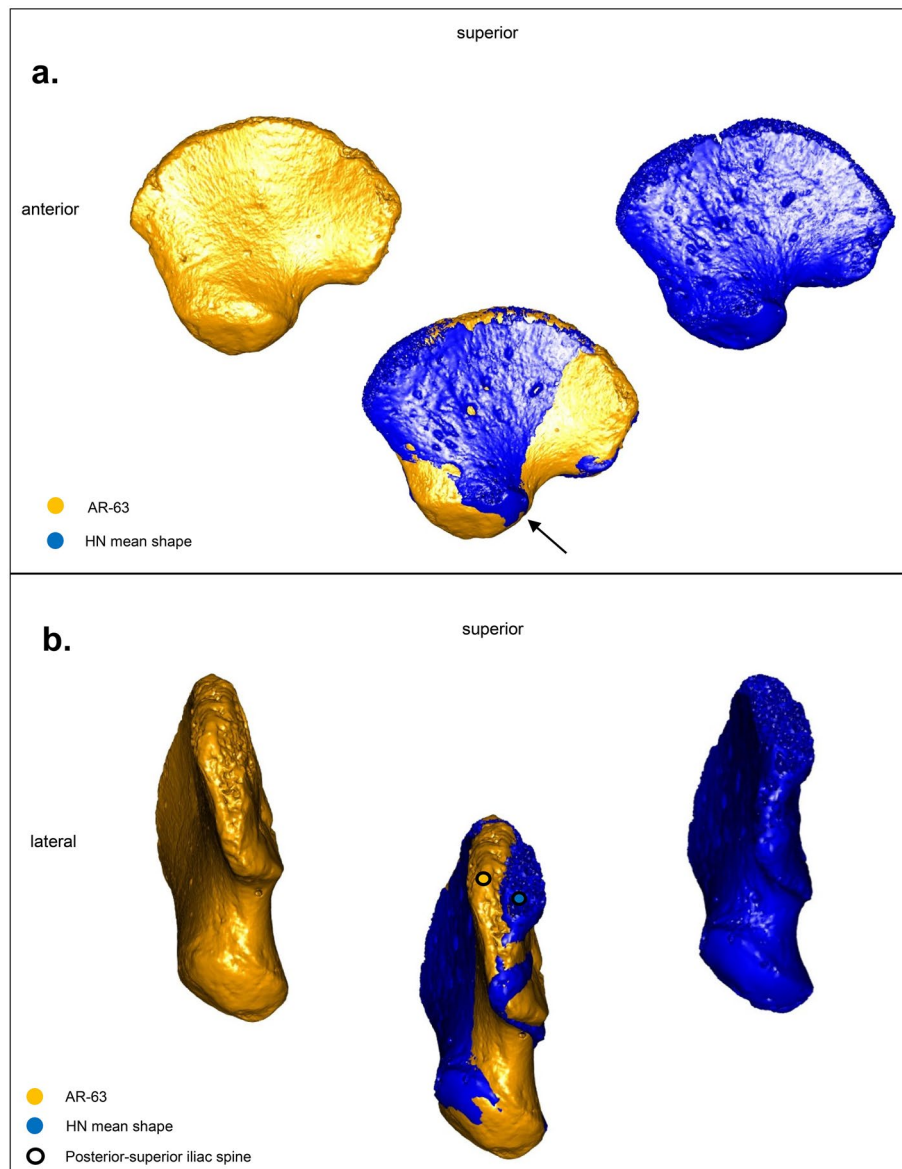 superior
a.
anterior
AR-63
HN mean shape
superior
b.
lateral
AR-63
HN mean shape
Posterior-superior iliac spine